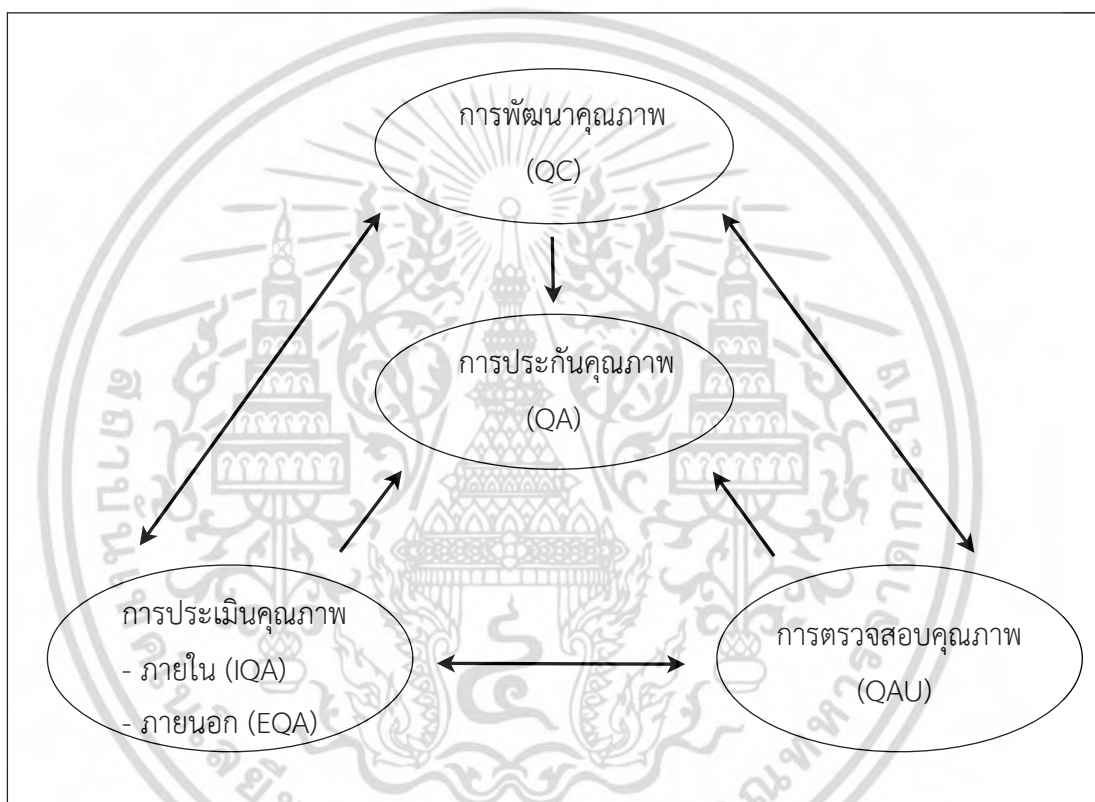 การพัฒนาคุณภาพ
(QC)
การประกันคุณภาพ
(QA)
การประเมินคุณภาพ
- ภายใน (IQA)
- ภายนอก (EQA)
การตรวจสอบคุณภาพ
(QAU)